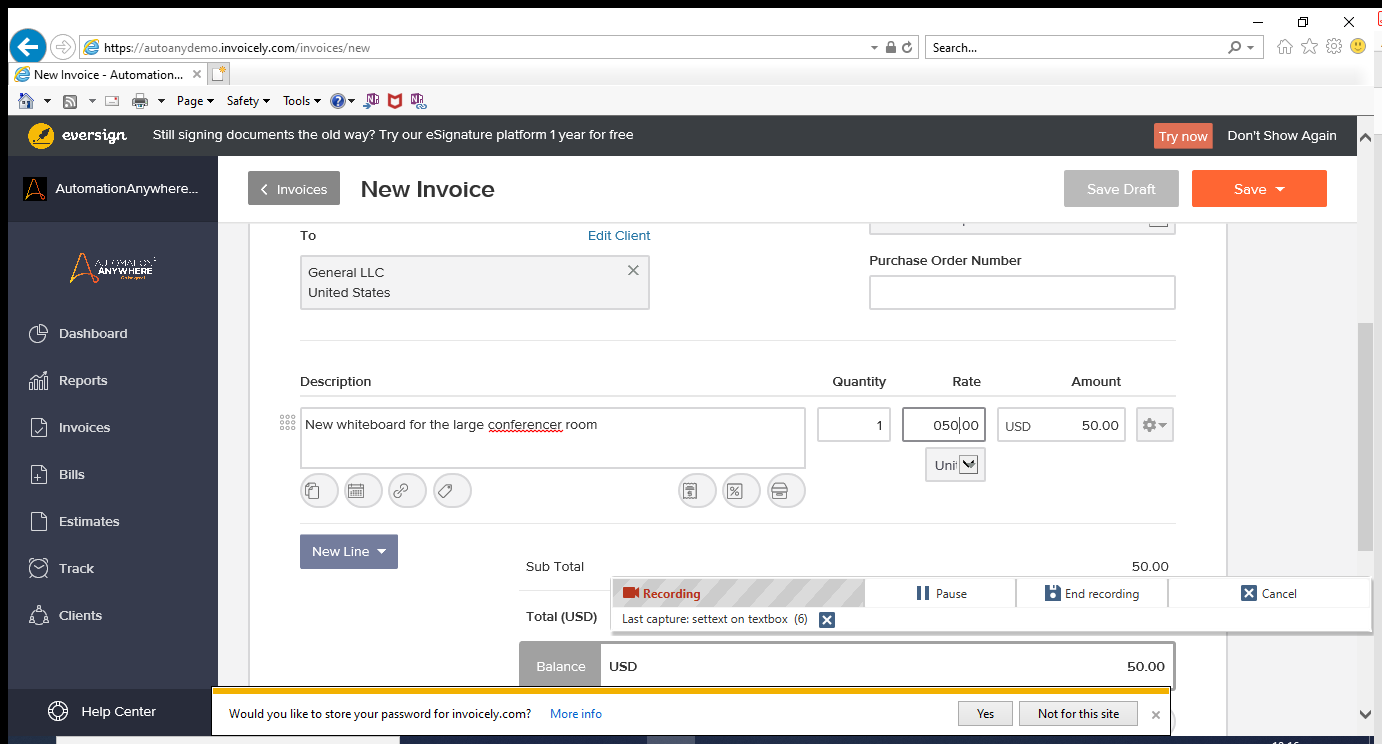 https://autoanydemo.invoicely.com/invoices/new
Search...
New Invoice - Automation...
Page
Safety
Tools
eversign
Still signing documents the old way? Try our eSignature platform 1 year for free
Try now
Don't Show Again
AutomationAnywhere...
Invoices
New Invoice
Save Draft
Save
AUTOMATION
ANYWHERE
To
Edit Client
General LLC
United States
Purchase Order Number
Dashboard
Reports
Invoices
Bills
Estimates
Track
Clients
Help Center
Description
Quantity
Rate
Amount
New whiteboard for the large conferencer room
1
050.00
USD
50.00
Uni
New Line
Sub Total
50.00
Recording
Pause
End recording
Cancel
Total (USD)
Last capture: settext on textbox (6)
Balance
USD
50.00
Would you like to store your password for invoicely.com?
More info
Yes
Not for this site